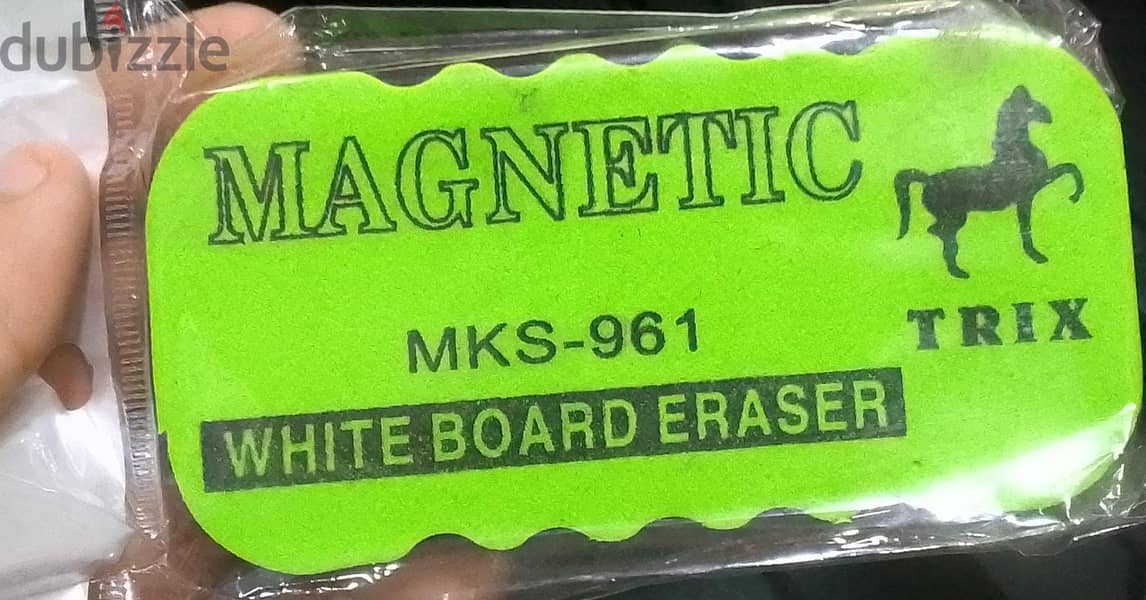 dubizzle
MAGNETIC
TRIX
MKS-961
WHITE BOARD ERASER